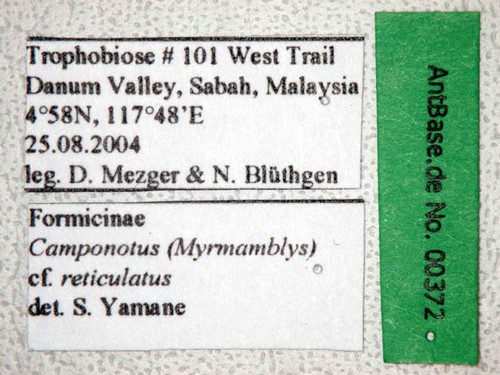 Trophobiose # 101 West Trail
Danum Valley, Sabah, Malaysia
4°58N, 117°48’E
25.08.2004
leg. D. Mezger & N. Blüthgen
Formicinae
Camponotus (Myrmamblys)
cf. reticulatus
det. S. Yamane
AntBase.de No. 00372